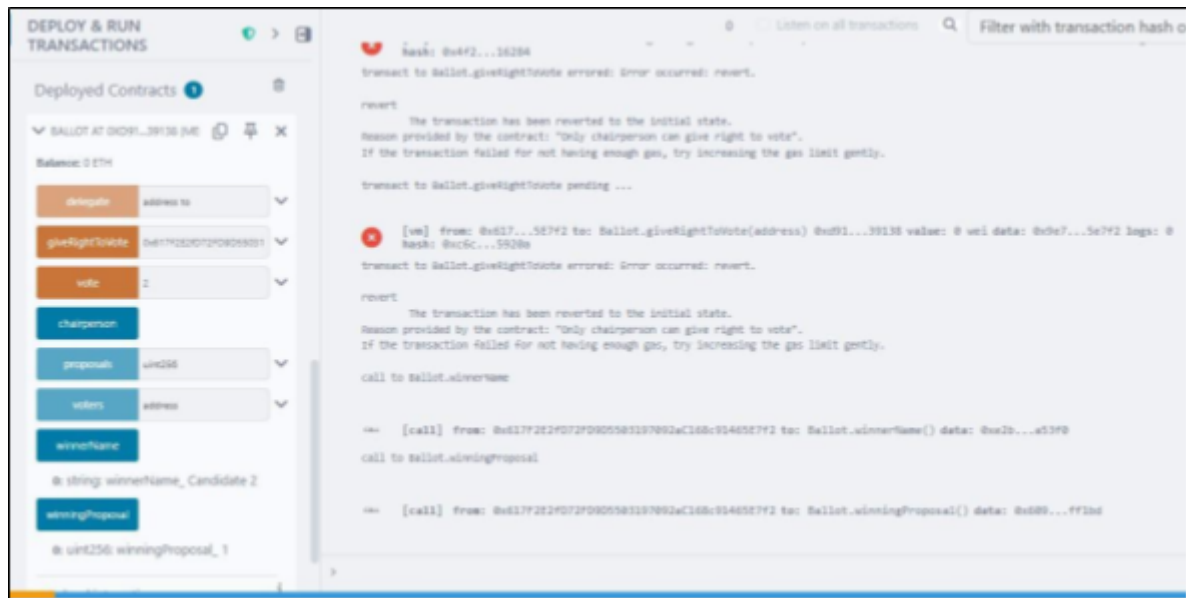 DEPLOY & RUN
TRANSACTIONS
Deployed Contracts 1
BALLOT AT 0XD91...39138 (ME
Balance: 0 ETH
delegate address to
giveRightToVote
vote 2
chairperson
proposals uint256
voters address
winnerName
0: string: winnerName_ Candidate 2
winningProposal
0: uint256: winningProposal_ 1
0 Listen on all transactions Filter with transaction hash o
hash: 0x4f2...16284
transact to Ballot.giveRightToVote errored: Error occurred: revert.
revert
The transaction has been reverted to the initial state.
Reason provided by the contract: "Only chairperson can give right to vote".
If the transaction failed for not having enough gas, try increasing the gas limit gently.
transact to Ballot.giveRightToVote pending ...
[vm] from: 0x617...5E7f2 to: Ballot.giveRightToVote(address) 0xd91...39138 value: 0 wei data: 0x9e7...5e7f2 logs: 0
hash: 0xc6c...5928a
transact to Ballot.giveRightToVote errored: Error occurred: revert.
revert
The transaction has been reverted to the initial state.
Reason provided by the contract: "Only chairperson can give right to vote".
If the transaction failed for not having enough gas, try increasing the gas limit gently.
call to Ballot.winnerName
[call] from: 0x617F2E2fD72FD9D5503197092aC168c91465E7f2 to: Ballot.winnerName() data: 0xe2b...a53f0
call to Ballot.winningProposal
[call] from: 0x617F2E2fD72FD9D5503197092aC168c91465E7f2 to: Ballot.winningProposal() data: 0x609...ff1bd